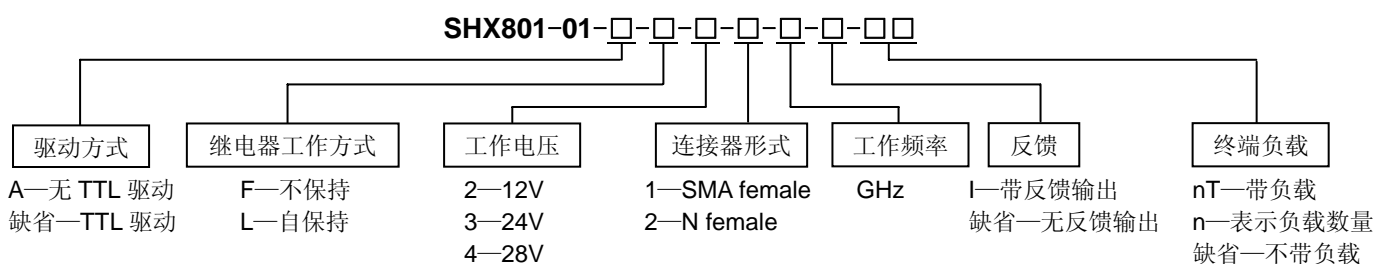 SHX801-01-□-□-□-□-□-□-□□
驱动方式
A—无 TTL 驱动
缺省—TTL 驱动
继电器工作方式
F—不保持
L—自保持
工作电压
2—12V
3—24V
4—28V
连接器形式
1—SMA female
2—N female
工作频率
GHz
反馈
I—带反馈输出
缺省—无反馈输出
终端负载
nT—带负载
n—表示负载数量
缺省—不带负载